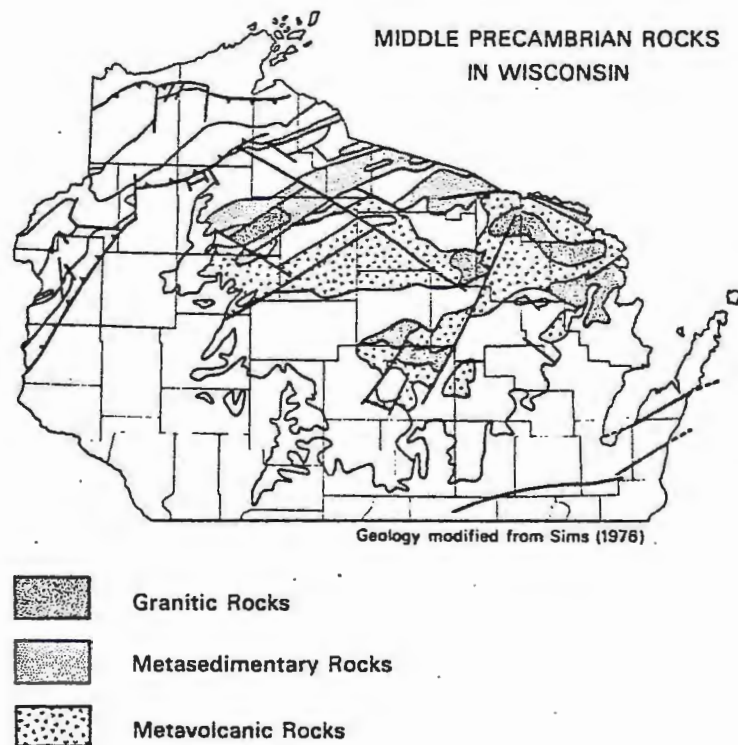 MIDDLE PRECAMBRIAN ROCKS
IN WISCONSIN
Geology modified from Sims (1976)
Granitic Rocks
Metasedimentary Rocks
Metavolcanic Rocks